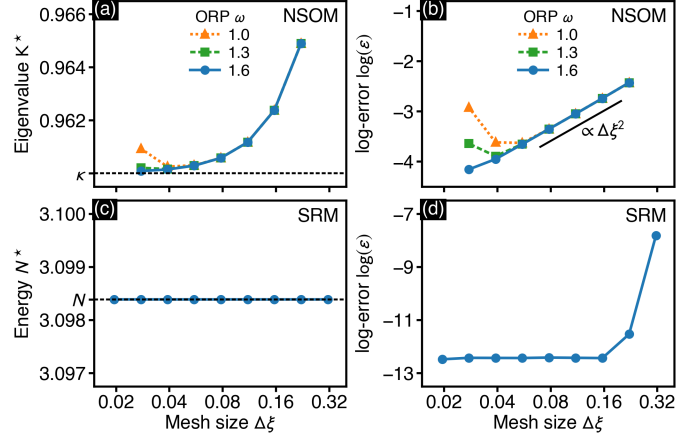 (a)
NSOM
ORP ω
1.0
1.3
1.6
0.966
0.964
0.962
κ
Eigenvalue K*
(b)
NSOM
ORP ω
1.0
1.3
1.6
∝ Δξ²
−1
−2
−3
−4
log-error log(ε)
(c)
SRM
3.100
3.099
N
3.098
3.097
Energy N*
0.02 0.04 0.08 0.16 0.32
Mesh size Δξ
(d)
SRM
−7
−9
−11
−13
log-error log(ε)
0.02 0.04 0.08 0.16 0.32
Mesh size Δξ